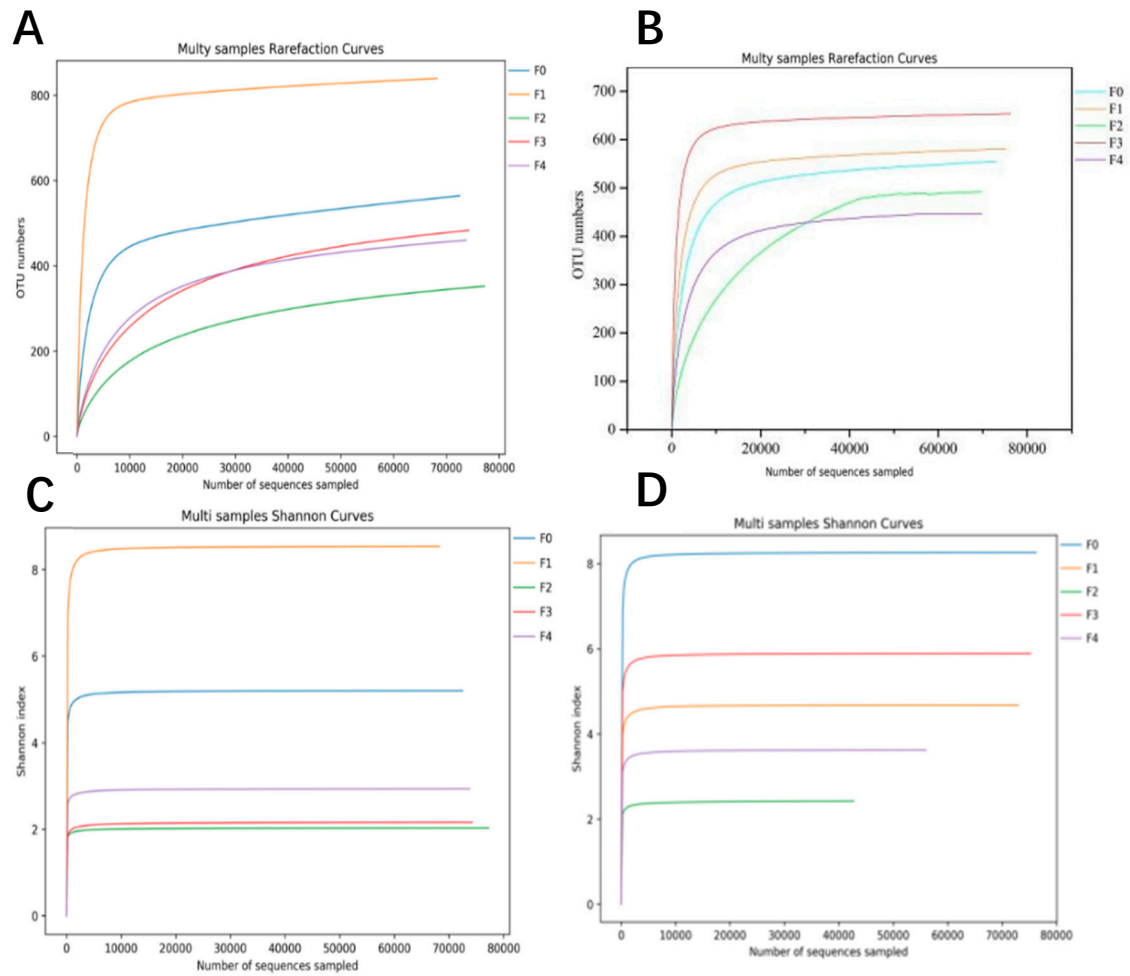 A
Multy samples Rarefaction Curves
OTU numbers
800
600
400
200
0
0 10000 20000 30000 40000 50000 60000 70000 80000
Number of sequences sampled
F0
F1
F2
F3
F4
B
Multy samples Rarefaction Curves
OTU numbers
700
600
500
400
300
200
100
0
0 20000 40000 60000 80000
Number of sequences sampled
F0
F1
F2
F3
F4
C
Multi samples Shannon Curves
Shannon index
8
6
4
2
0
0 10000 20000 30000 40000 50000 60000 70000 80000
Number of sequences sampled
F0
F1
F2
F3
F4
D
Multi samples Shannon Curves
Shannon index
8
6
4
2
0
0 10000 20000 30000 40000 50000 60000 70000 80000
Number of sequences sampled
F0
F1
F2
F3
F4